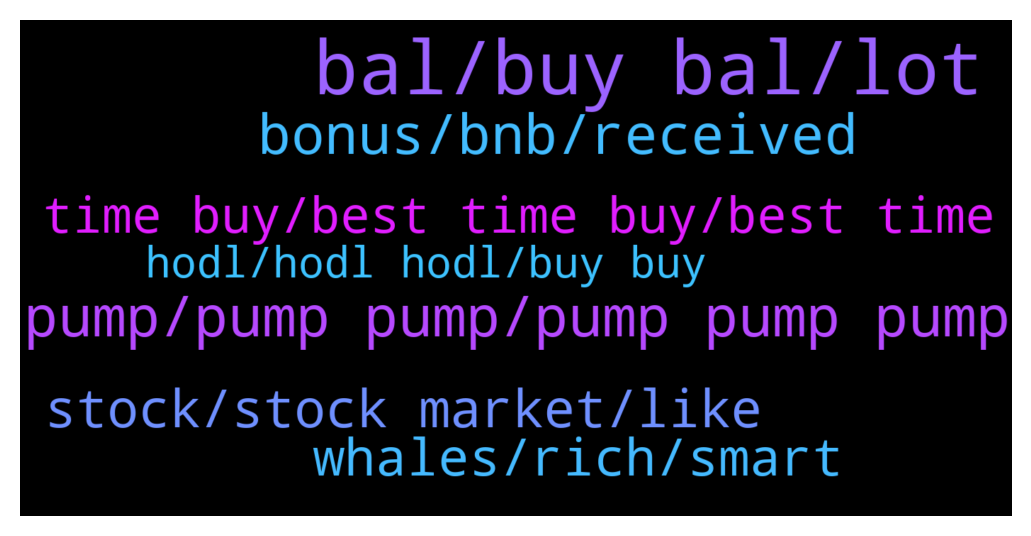 bal/buy bal/lot
bonus/bnb/received
time buy/best time buy/best time
hodl/hodl hodl/buy buy
pump/pump pump/pump pump pump
stock/stock market/like
whales/rich/smart